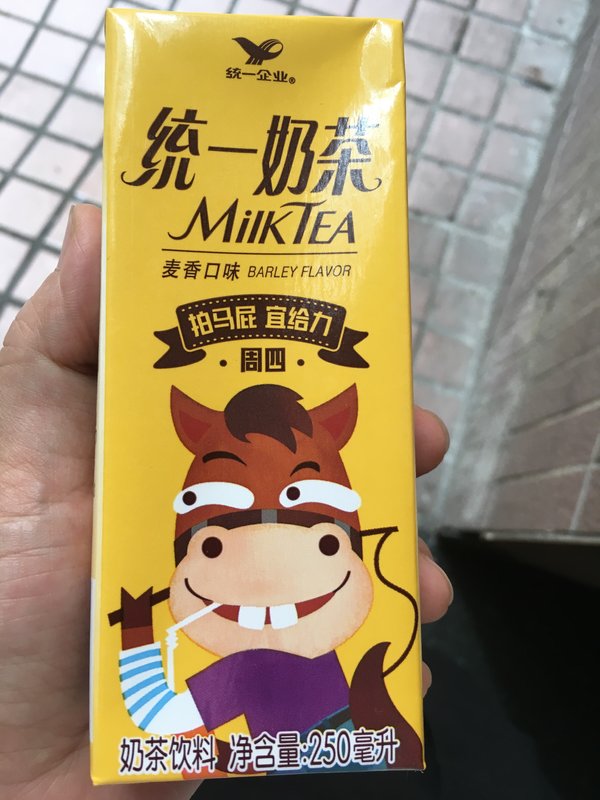 统一企业®
统一奶茶
MilKTEA
麦香口味 BARLEY FLAVOR
拍马屁 宜给力
·周四·
奶茶饮料 净含量:250毫升